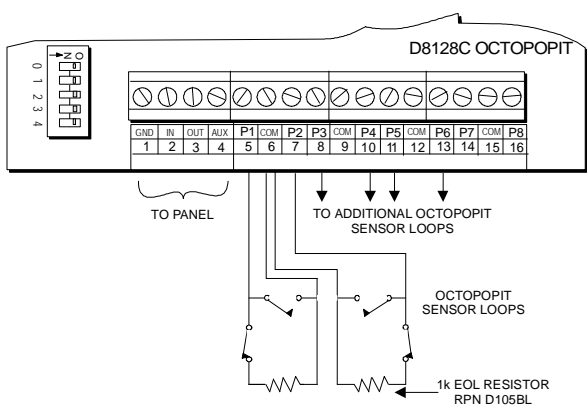 D8128C OCTOPOPIT
ON
0
1
2
3
4
GND IN OUT AUX P1 COM P2 P3 COM P4 P5 COM P6 P7 COM P8
1 2 3 4 5 6 7 8 9 10 11 12 13 14 15 16
TO PANEL
TO ADDITIONAL OCTOPOPIT
SENSOR LOOPS
OCTOPOPIT
SENSOR LOOPS
1k EOL RESISTOR
RPN D105BL